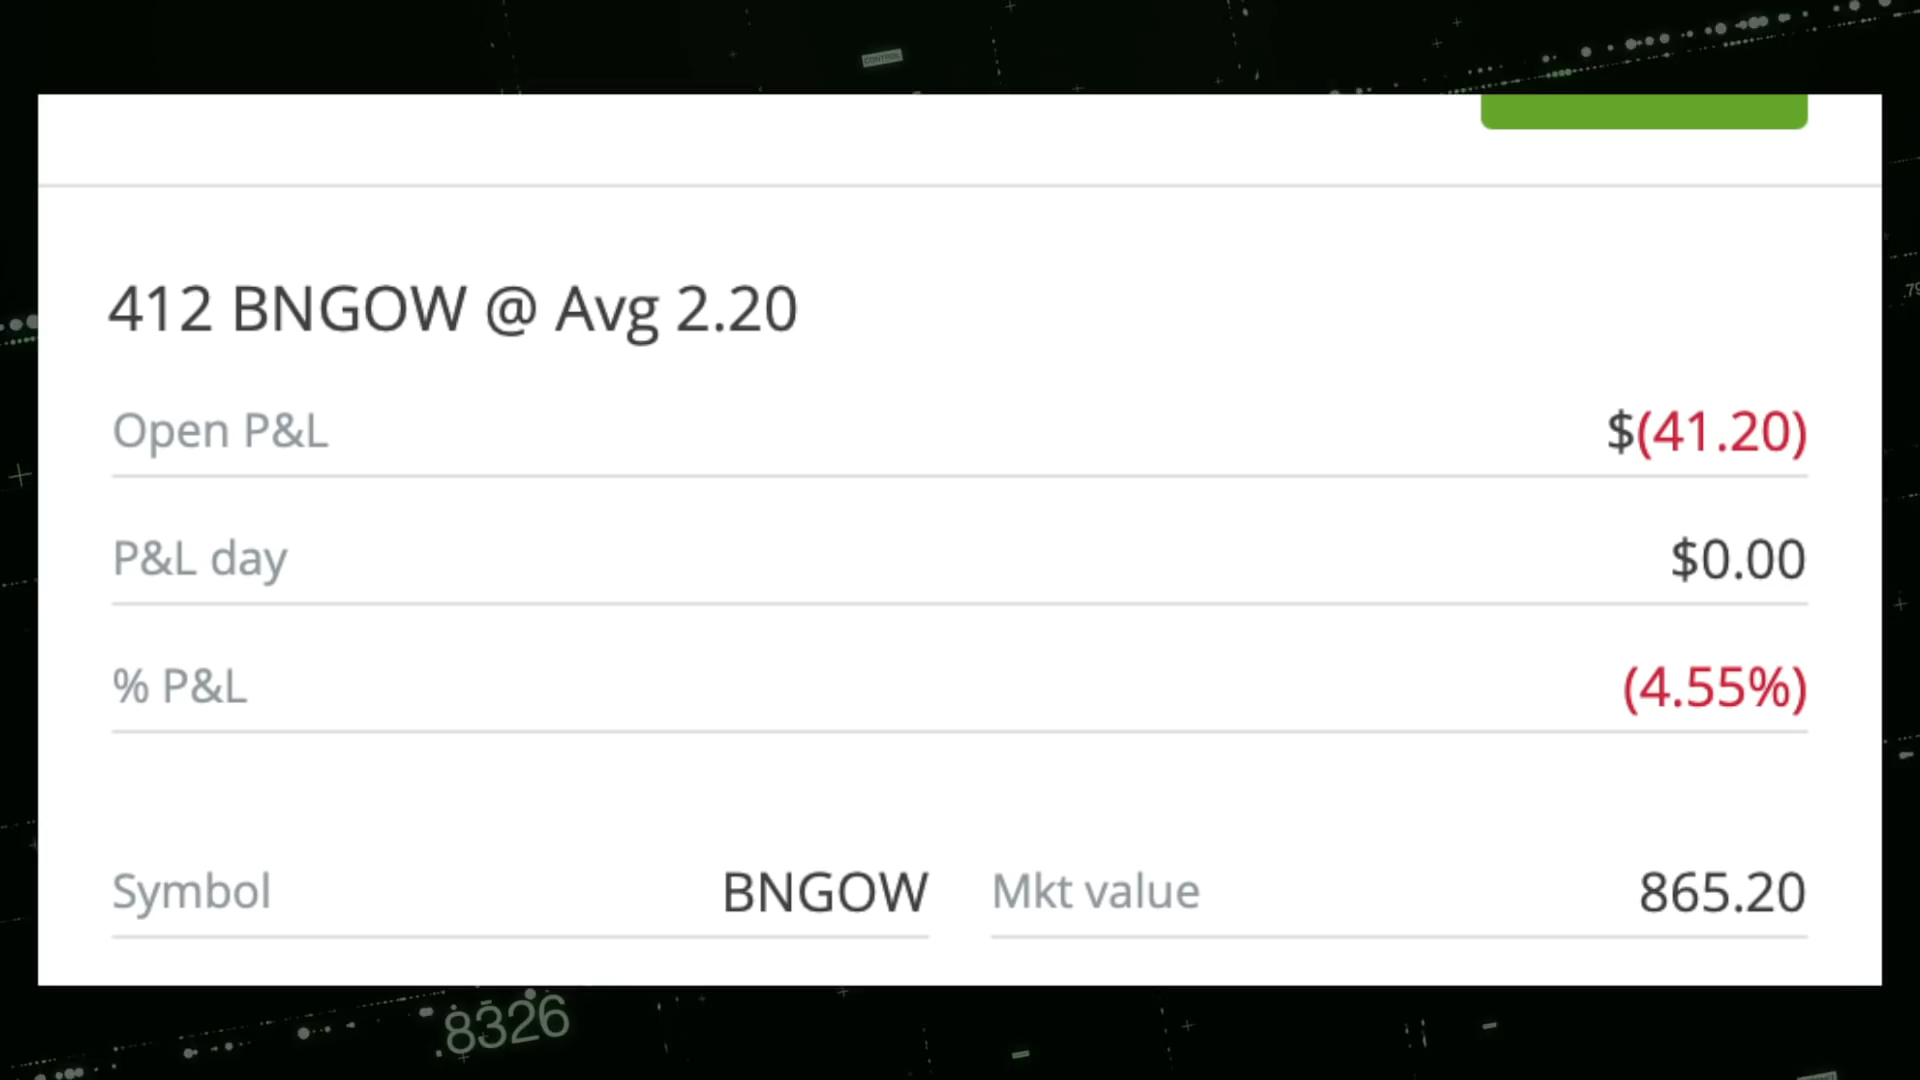 CONTROL
412 BNGOW @ Avg 2.20
Open P&L $(41.20)
P&L day $0.00
% P&L (4.55%)
Symbol BNGOW Mkt value 865.20
.8326